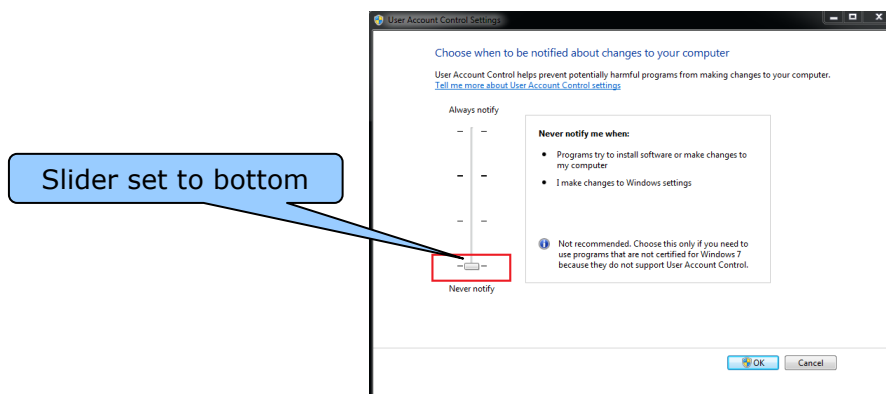 User Account Control Settings
Choose when to be notified about changes to your computer
User Account Control helps prevent potentially harmful programs from making changes to your computer.
Tell me more about User Account Control settings
Always notify
Never notify me when:
• Programs try to install software or make changes to
my computer
• I make changes to Windows settings
Slider set to bottom
Not recommended. Choose this only if you need to
use programs that are not certified for Windows 7
because they do not support User Account Control.
Never notify
OK
Cancel